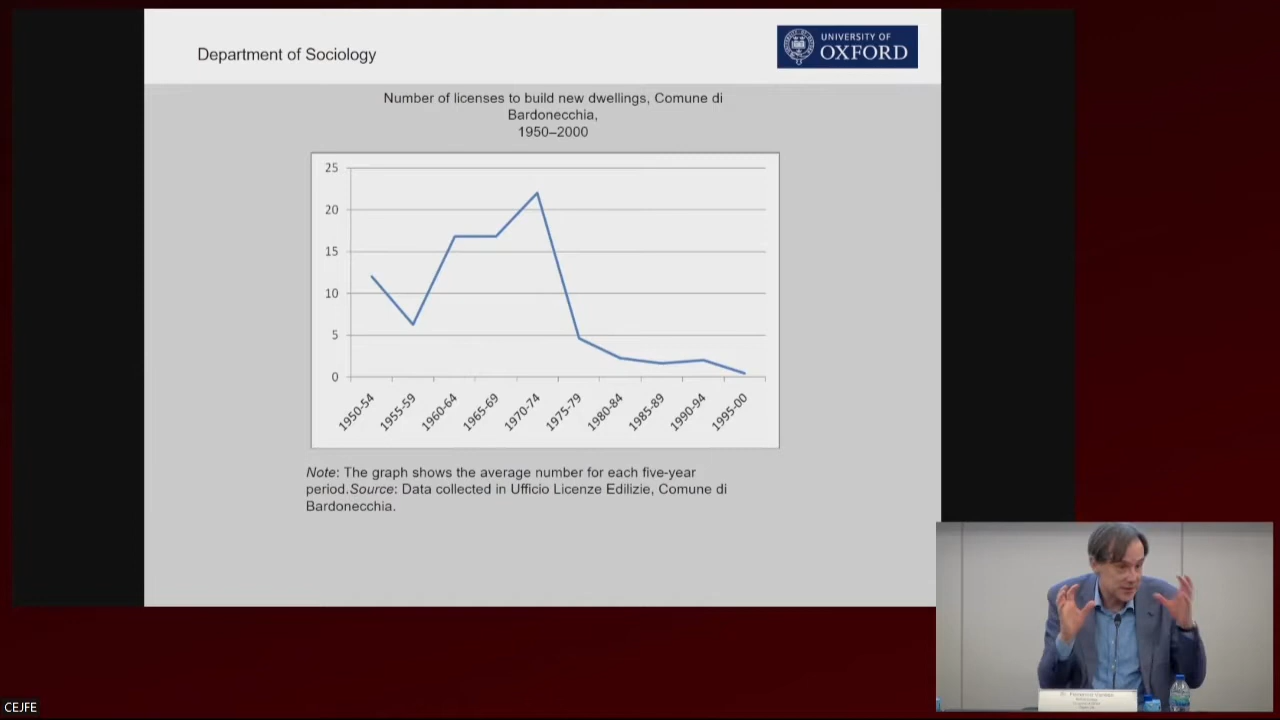 Department of Sociology
UNIVERSITY OF
OXFORD
Number of licenses to build new dwellings, Comune di
Bardonecchia,
1950–2000
25
20
15
10
5
0
1950-54
1955-59
1960-64
1965-69
1970-74
1975-79
1980-84
1985-89
1990-94
1995-00
Note: The graph shows the average number for each five-year
period.Source: Data collected in Ufficio Licenze Edilizie, Comune di
Bardonecchia.
CEJFE